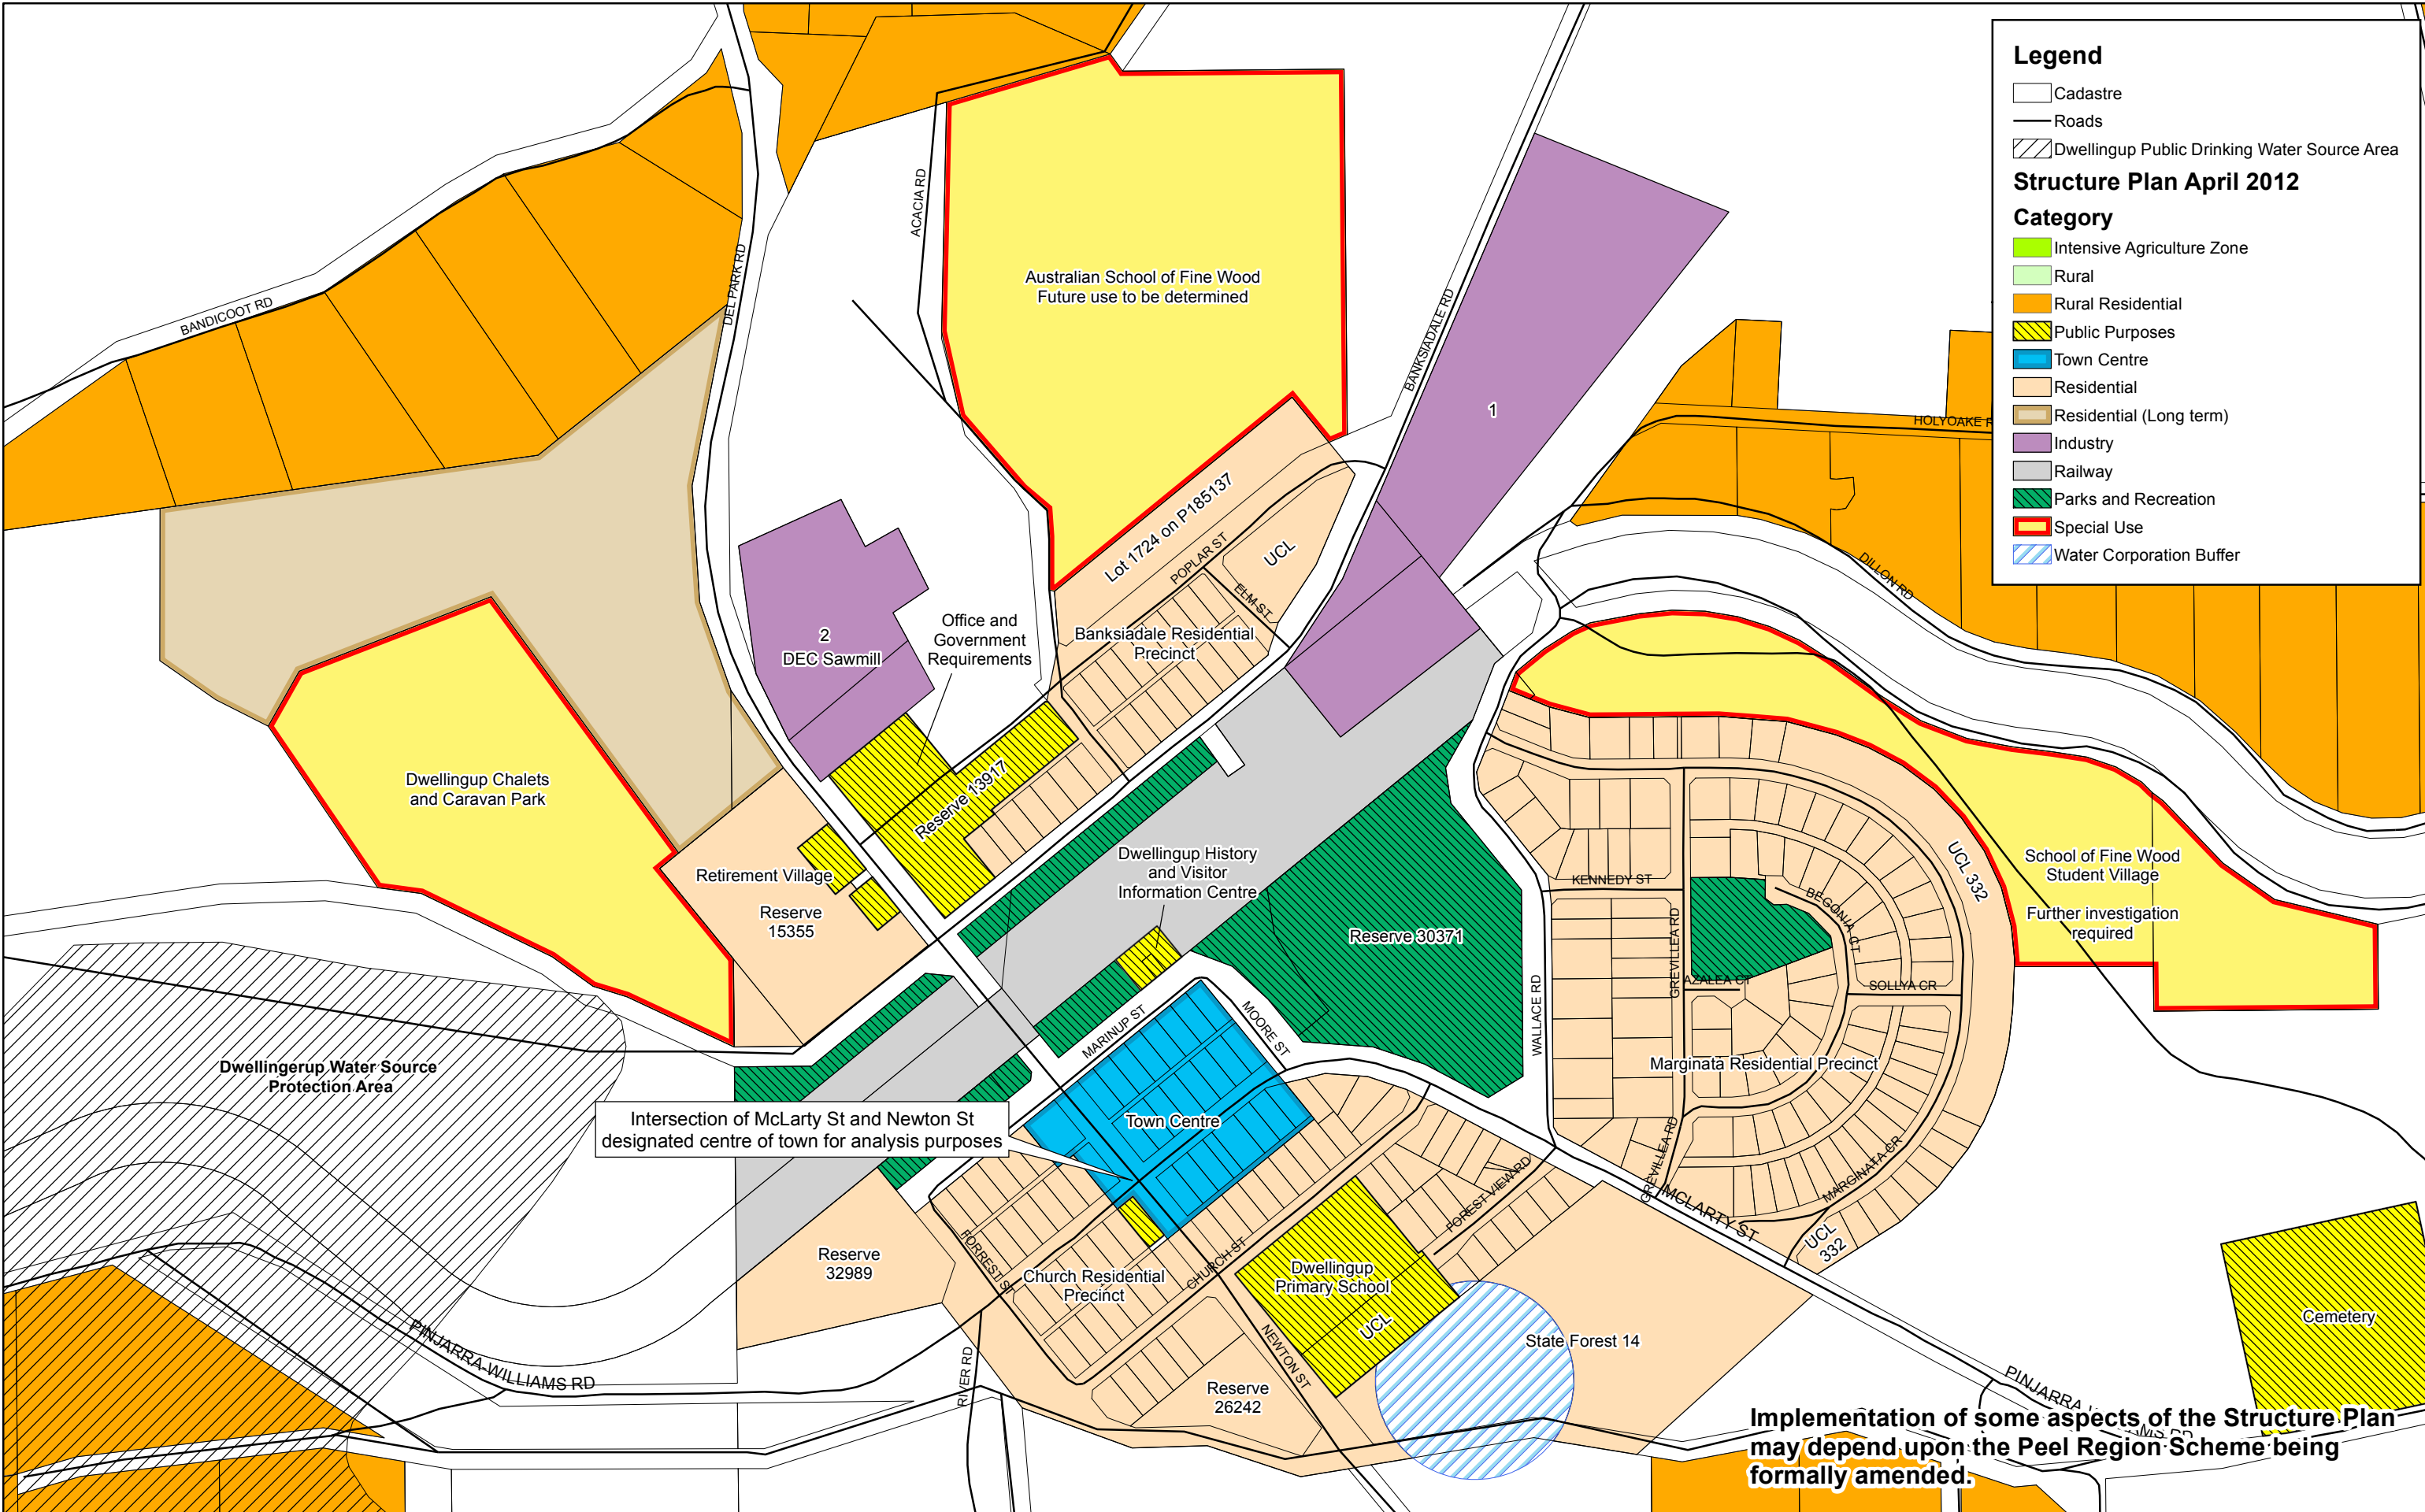 Legend
Cadastre
Roads
Dwellingup Public Drinking Water Source Area
Structure Plan April 2012
Category
Intensive Agriculture Zone
Rural
Rural Residential
Public Purposes
Town Centre
Residential
Residential (Long term)
Industry
Railway
Parks and Recreation
Special Use
Water Corporation Buffer
ACACIA RD
DEL PARK RD
BANDICOOT RD
Australian School of Fine Wood
Future use to be determined
BANKSIADALE RD
1
HOLYOAKE
DILLON RD
Lot 1724 on P185137
POPLAR ST
UCL
ELM ST
Office and
Government
Requirements
2
DEC Sawmill
Banksiadale Residential
Precinct
Dwellingup Chalets
and Caravan Park
Reserve 13917
Retirement Village
Reserve
15355
Dwellingup History
and Visitor
Information Centre
Reserve 30371
KENNEDY ST
GREVILLEA RD
BEGONIA CT
UCL 332
School of Fine Wood
Student Village
Further investigation
required
AZALEA CT
SOLLYA CR
WALLACE RD
MARINUP ST
MOORE ST
Dwellingerup Water Source
Protection Area
Marginata Residential Precinct
Intersection of McLarty St and Newton St
designated centre of town for analysis purposes
Town Centre
GREVILLEA RD
MARGINATA CR
FOREST VIEW RD
MCLARTY ST
UCL
332
Reserve
32989
FORREST ST
Church Residential
Precinct
CHURCH ST
Dwellingup
Primary School
UCL
NEWTON ST
State Forest 14
Cemetery
PINJARRA-WILLIAMS RD
RIVER RD
Reserve
26242
PINJARRA
Implementation of some aspects of the Structure Plan
may depend upon the Peel Region Scheme being
formally amended.